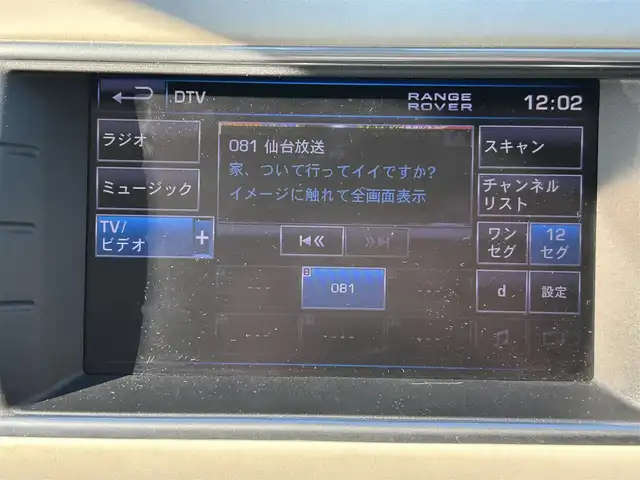 DTV
RANGE
ROVER
12:02
ラジオ
ミュージック
TV/
ビデオ
+
081 仙台放送
家、ついて行ってイイですか?
イメージに触れて全画面表示
スキャン
チャンネル
リスト
ワン
セグ
12
セグ
d
設定
8
081
---
---
---
---
---